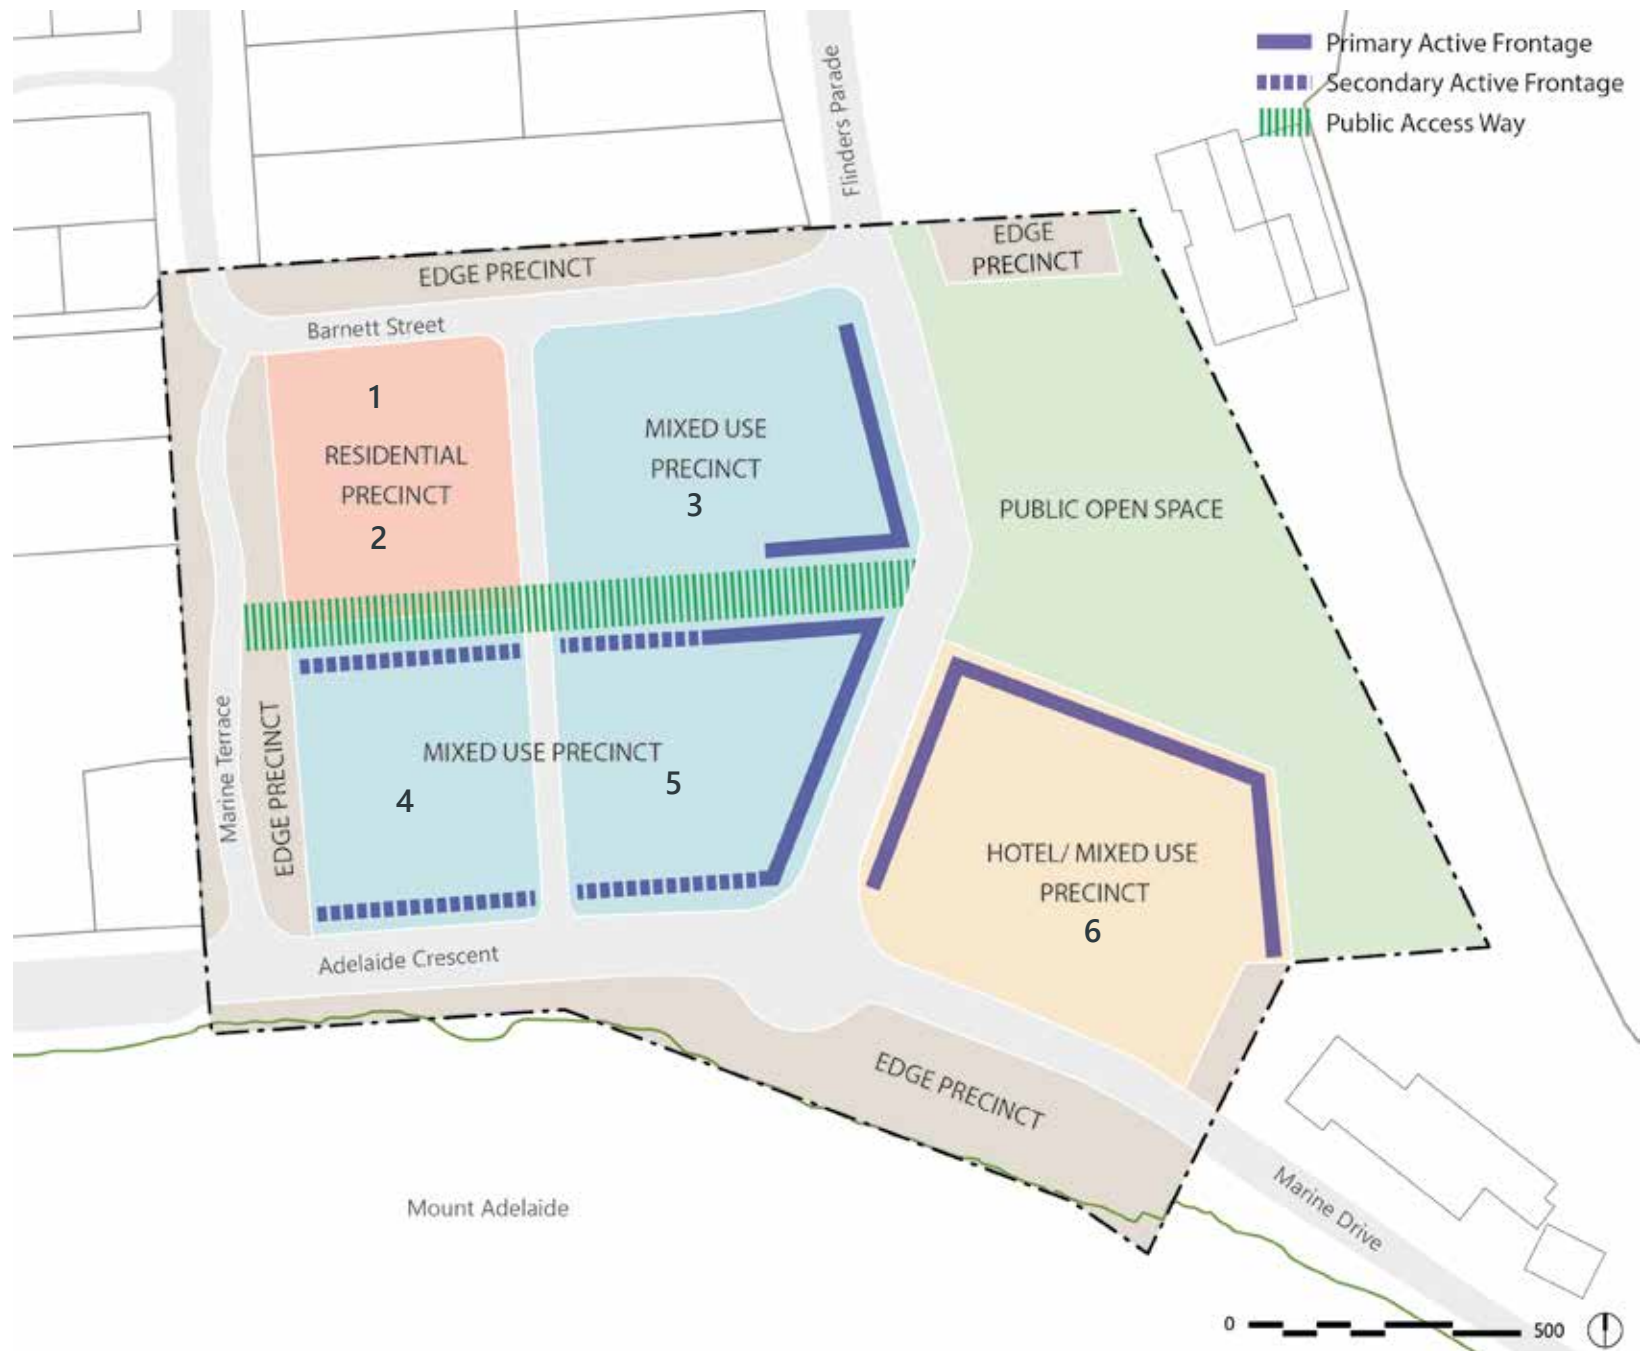 Primary Active Frontage
Secondary Active Frontage
Public Access Way
Flinders Parade
EDGE
PRECINCT
EDGE PRECINCT
Barnett Street
1
RESIDENTIAL
PRECINCT
2
MIXED USE
PRECINCT
3
PUBLIC OPEN SPACE
Marine Terrace
EDGE PRECINCT
MIXED USE PRECINCT
4
5
HOTEL/ MIXED USE
PRECINCT
6
Adelaide Crescent
EDGE PRECINCT
Mount Adelaide
Marine Drive
0
500